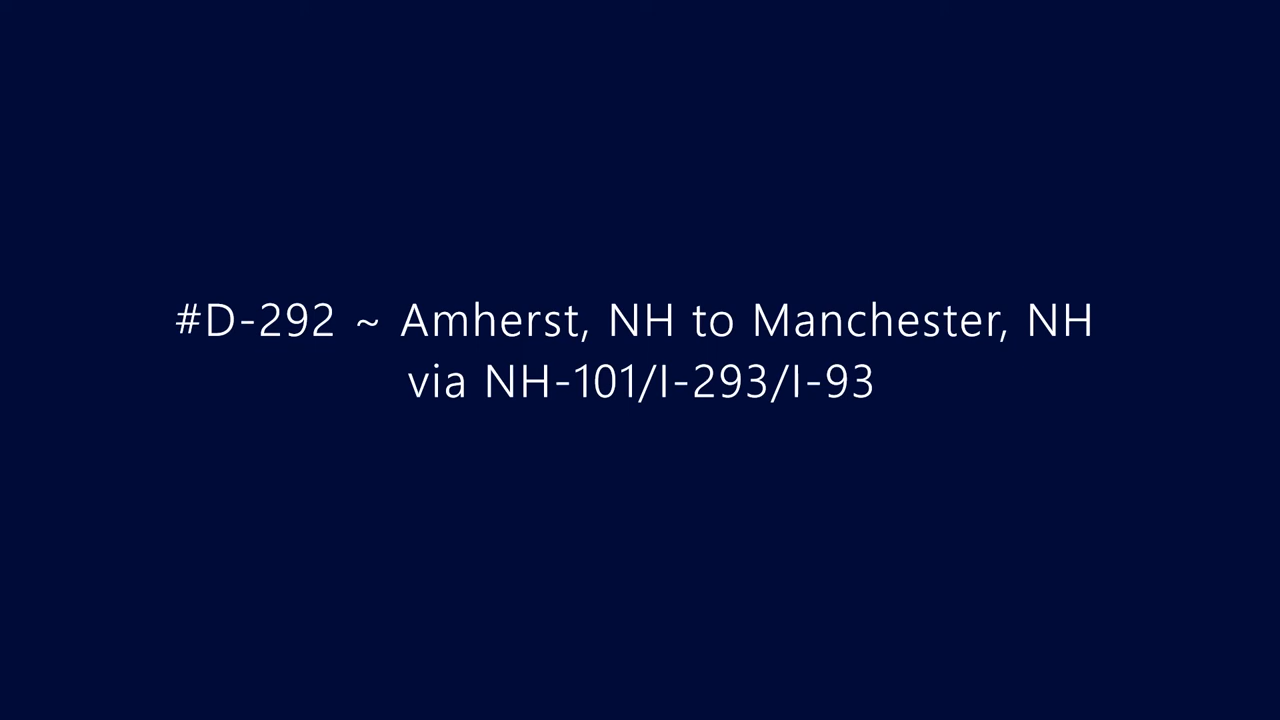 #D-292 ~ Amherst, NH to Manchester, NH
via NH-101/I-293/I-93